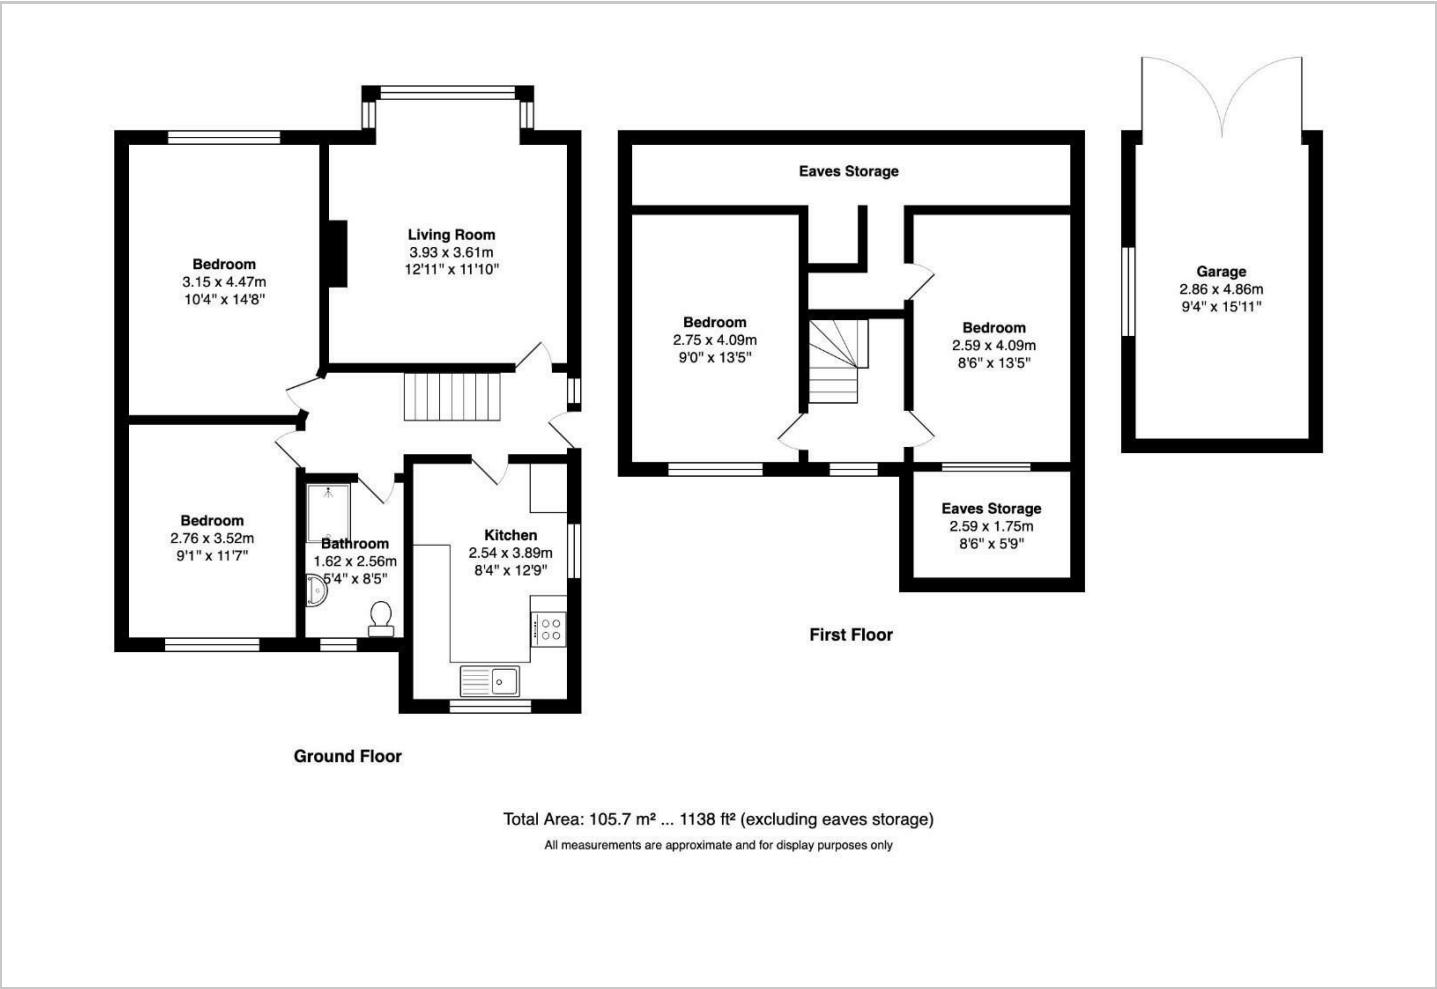 Living Room
3.93 x 3.61m
12'11" x 11'10"
Bedroom
3.15 x 4.47m
10'4" x 14'8"
Bedroom
2.76 x 3.52m
9'1" x 11'7"
Bathroom
1.62 x 2.56m
5'4" x 8'5"
Kitchen
2.54 x 3.89m
8'4" x 12'9"
Ground Floor
Eaves Storage
Bedroom
2.75 x 4.09m
9'0" x 13'5"
Bedroom
2.59 x 4.09m
8'6" x 13'5"
Eaves Storage
2.59 x 1.75m
8'6" x 5'9"
First Floor
Garage
2.86 x 4.86m
9'4" x 15'11"
Total Area: 105.7 m² ... 1138 ft² (excluding eaves storage)
All measurements are approximate and for display purposes only